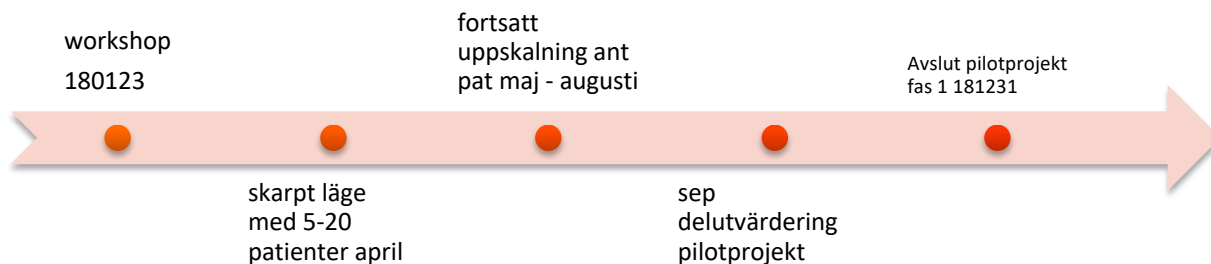 workshop
180123
skarpt läge
med 5-20
patienter april
fortsatt
uppskalning ant
pat maj - augusti
sep
delutvärdering
pilotprojekt
Avslut pilotprojekt
fas 1 181231